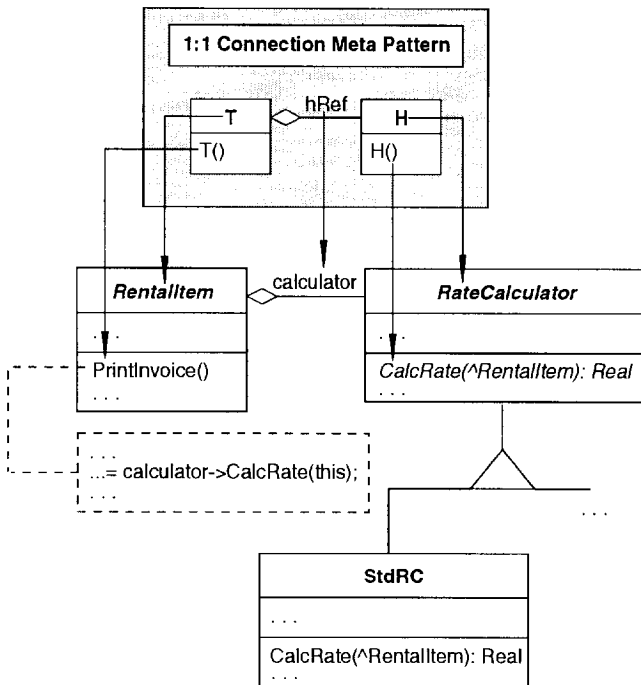 1:1 Connection Meta Pattern
hRef
T
H
T()
H()
calculator
RentalItem
RateCalculator
. . .
. . .
PrintInvoice()
. . .
CalcRate(^RentalItem): Real
. . .
. . .
...= calculator->CalcRate(this);
. . .
. . .
StdRC
. . .
CalcRate(^RentalItem): Real
. . .